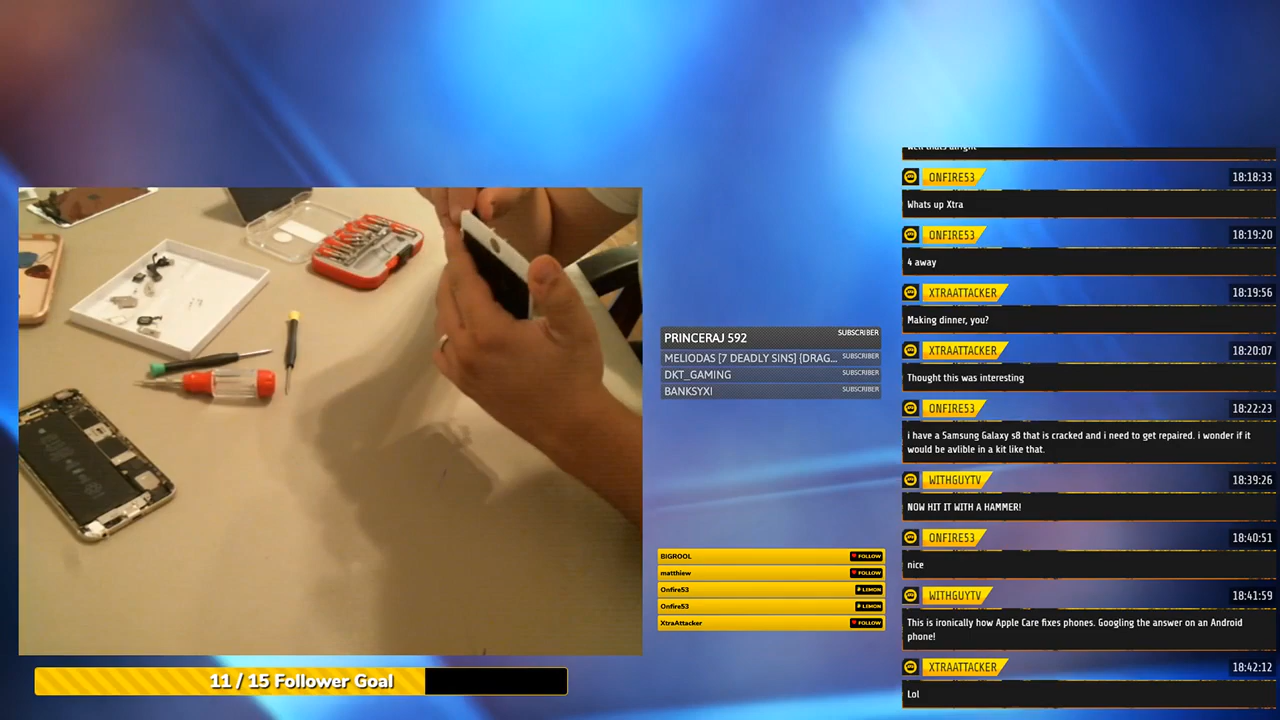 well thats alright
ONFIRE53 18:18:33
Whats up Xtra
ONFIRE53 18:19:20
4 away
XTRAATTACKER 18:19:56
Making dinner, you?
XTRAATTACKER 18:20:07
Thought this was interesting
ONFIRE53 18:22:23
i have a Samsung Galaxy s8 that is cracked and i need to get repaired. i wonder if it
would be avlible in a kit like that.
WITHGUYTV 18:39:26
NOW HIT IT WITH A HAMMER!
ONFIRE53 18:40:51
nice
WITHGUYTV 18:41:59
This is ironically how Apple Care fixes phones. Googling the answer on an Android
phone!
XTRAATTACKER 18:42:12
Lol
PRINCERAJ 592 SUBSCRIBER
MELIODAS [7 DEADLY SINS] {DRAG... SUBSCRIBER
DKT_GAMING SUBSCRIBER
BANKSYXI SUBSCRIBER
BIGROOL FOLLOW
matthiew FOLLOW
Onfire53 LEMON
Onfire53 LEMON
XtraAttacker FOLLOW
11 / 15 Follower Goal